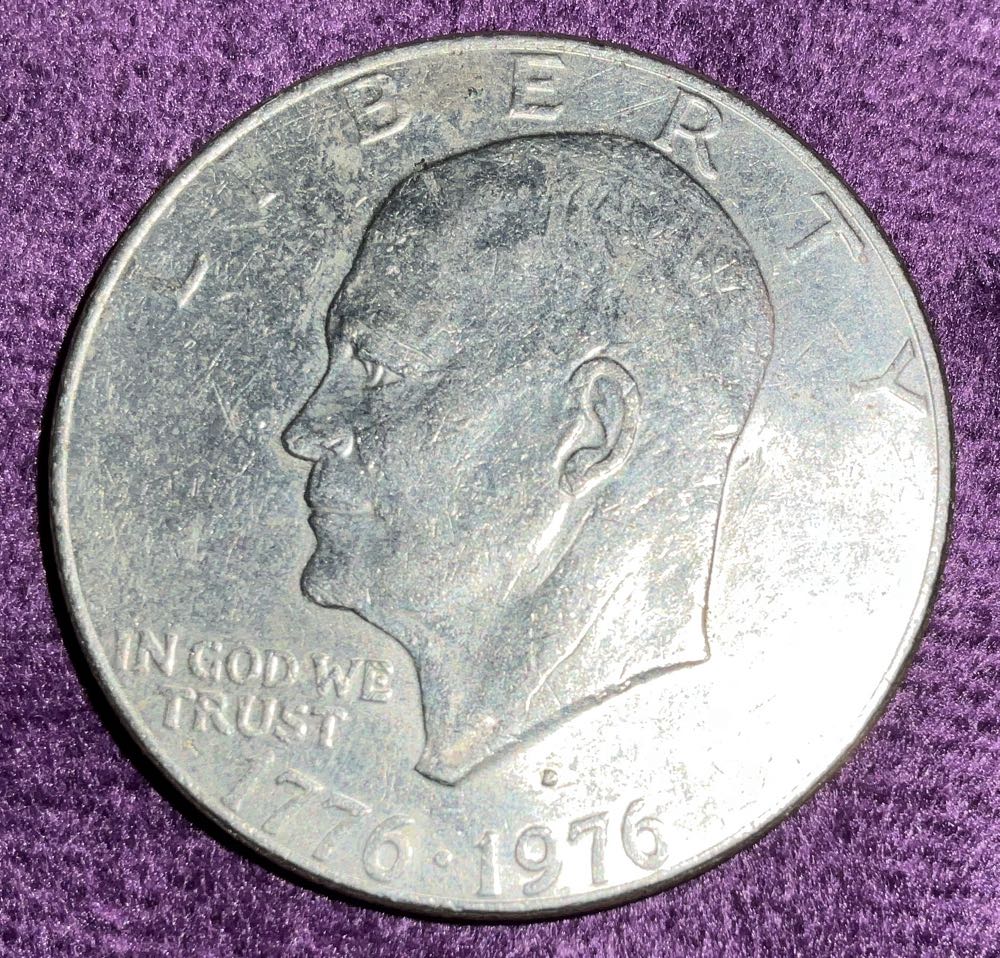 LIBERTY
IN GOD WE
TRUST
D
1776·1976